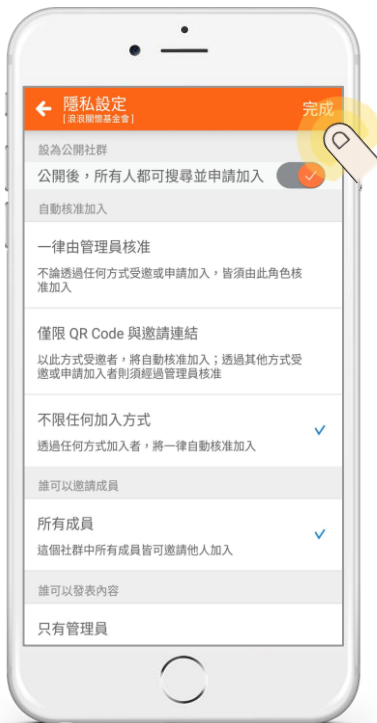 隱私設定
[浪浪關懷基金會]
完成
設為公開社群
公開後，所有人都可搜尋並申請加入
自動核准加入
一律由管理員核准
不論透過任何方式受邀或申請加入，皆須由此角色核
准加入
僅限 QR Code 與邀請連結
以此方式受邀者，將自動核准加入；透過其他方式受
邀或申請加入者則須經過管理員核准
不限任何加入方式
透過任何方式加入者，將一律自動核准加入
誰可以邀請成員
所有成員
這個社群中所有成員皆可邀請他人加入
誰可以發表內容
只有管理員